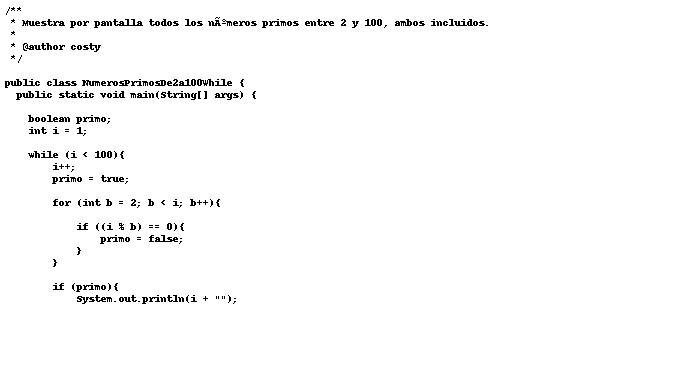 /**
 * Muestra por pantalla todos los nÃºmeros primos entre 2 y 100, ambos incluidos.
 *
 * @author costy
 */
public class NumerosPrimosDe2a100While {
  public static void main(String[] args) {
    boolean primo;
    int i = 1;
    while (i < 100){
        i++;
        primo = true;
        for (int b = 2; b < i; b++){
            if ((i % b) == 0){
                primo = false;
            }
        }
        if (primo){
            System.out.println(i + "");